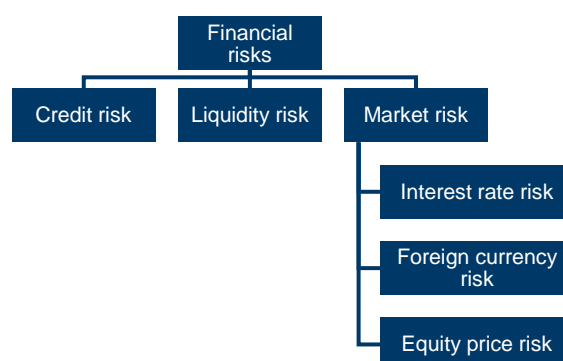 Financial
risks
Credit risk
Liquidity risk
Market risk
Interest rate risk
Foreign currency
risk
Equity price risk